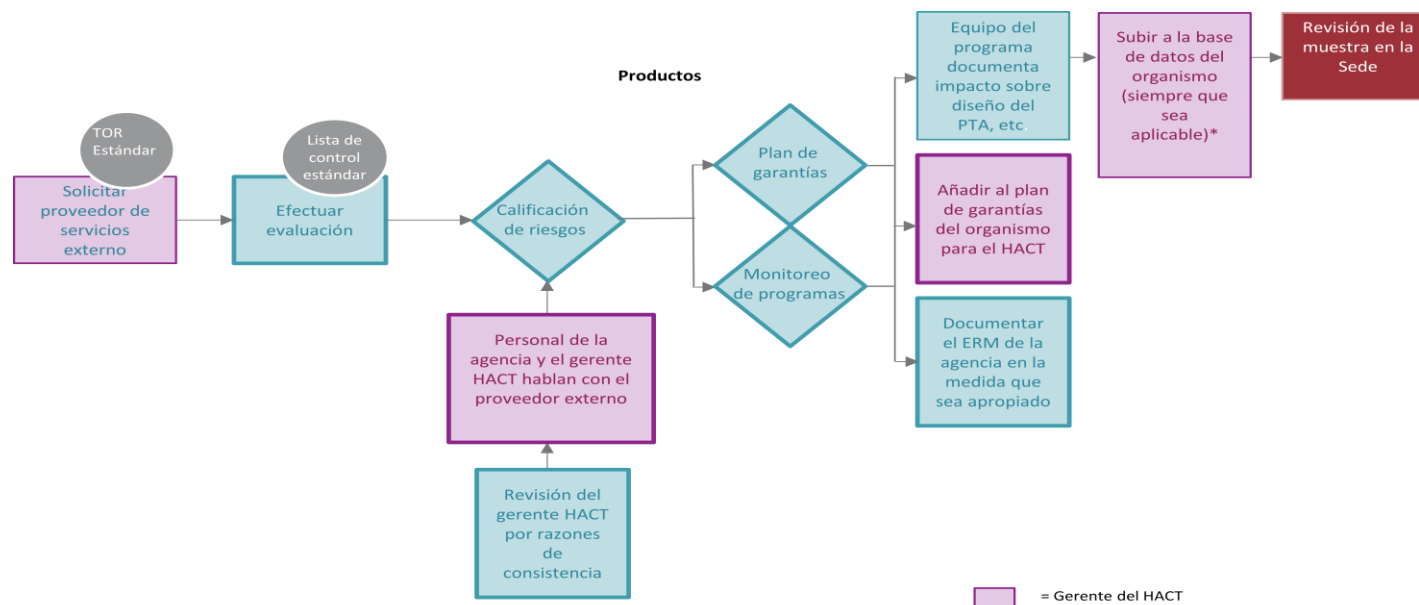 Productos
TOR
Estándar
Solicitar
proveedor de
servicios
externo
Lista de
control
estándar
Efectuar
evaluación
Calificación
de riesgos
Personal de la
agencia y el gerente
HACT hablan con el
proveedor externo
Revisión del
gerente HACT
por razones
de
consistencia
Plan de
garantías
Monitoreo
de programas
Equipo del
programa
documenta
impacto sobre
diseño del
PTA, etc.
Añadir al plan
de garantías
del organismo
para el HACT
Documentar
el ERM de la
agencia en la
medida que
sea apropiado
Subir a la base
de datos del
organismo
(siempre que
sea
aplicable)*
Revisión de la
muestra en la
Sede
= Gerente del HACT